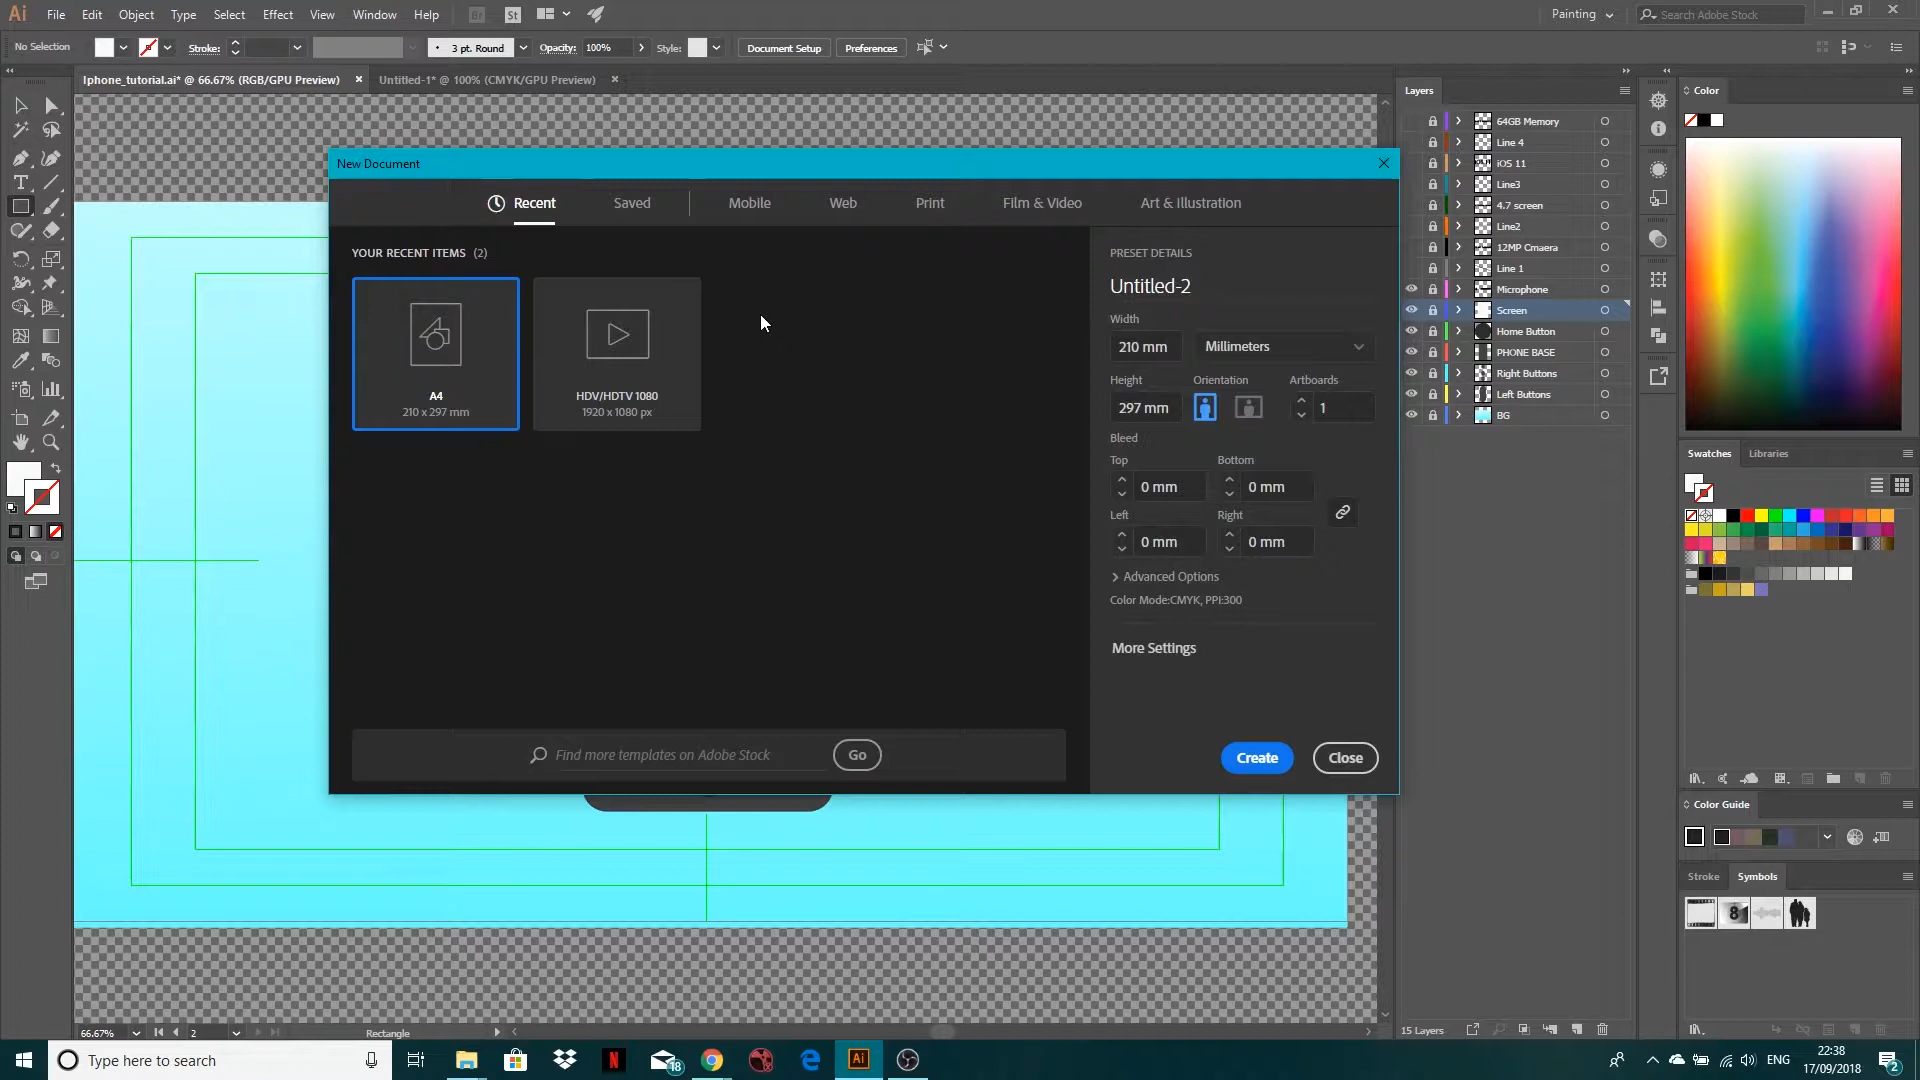 Ai File Edit Object Type Select Effect View Window Help Br St Painting Search Adobe Stock
No Selection Stroke: 3 pt. Round Opacity: 100% Style: Document Setup Preferences
Iphone_tutorial.ai* @ 66.67% (RGB/GPU Preview) × Untitled-1* @ 100% (CMYK/GPU Preview) ×
Layers
64GB Memory
Line 4
iOS 11
Line3
4.7 screen
Line2
12MP Cmaera
Line 1
Microphone
Screen
Home Button
PHONE BASE
Right Buttons
Left Buttons
BG
15 Layers
Color
Swatches Libraries
Color Guide
Stroke Symbols
8
New Document
Recent Saved Mobile Web Print Film & Video Art & Illustration
YOUR RECENT ITEMS (2)
A4
210 x 297 mm
HDV/HDTV 1080
1920 x 1080 px
Find more templates on Adobe Stock Go
PRESET DETAILS
Untitled-2
Width
210 mm Millimeters
Height Orientation Artboards
297 mm 1
Bleed
Top Bottom
0 mm 0 mm
Left Right
0 mm 0 mm
Advanced Options
Color Mode:CMYK, PPI:300
More Settings
Create Close
66.67% 2 Rectangle
Type here to search
N
18
Ai
ENG
22:38
17/09/2018
2